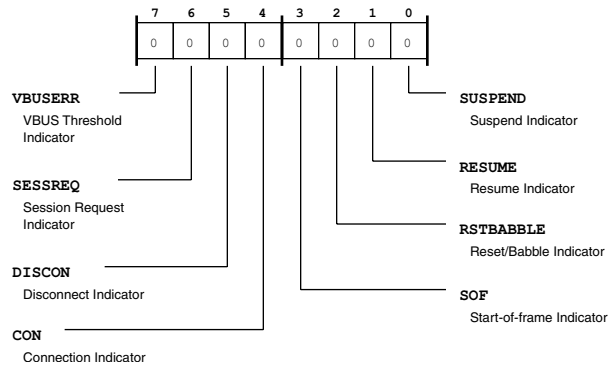 7 6 5 4 3 2 1 0
0 0 0 0 0 0 0 0
VBUSERR
VBUS Threshold
Indicator
SESSREQ
Session Request
Indicator
DISCON
Disconnect Indicator
CON
Connection Indicator
SUSPEND
Suspend Indicator
RESUME
Resume Indicator
RSTBABBLE
Reset/Babble Indicator
SOF
Start-of-frame Indicator